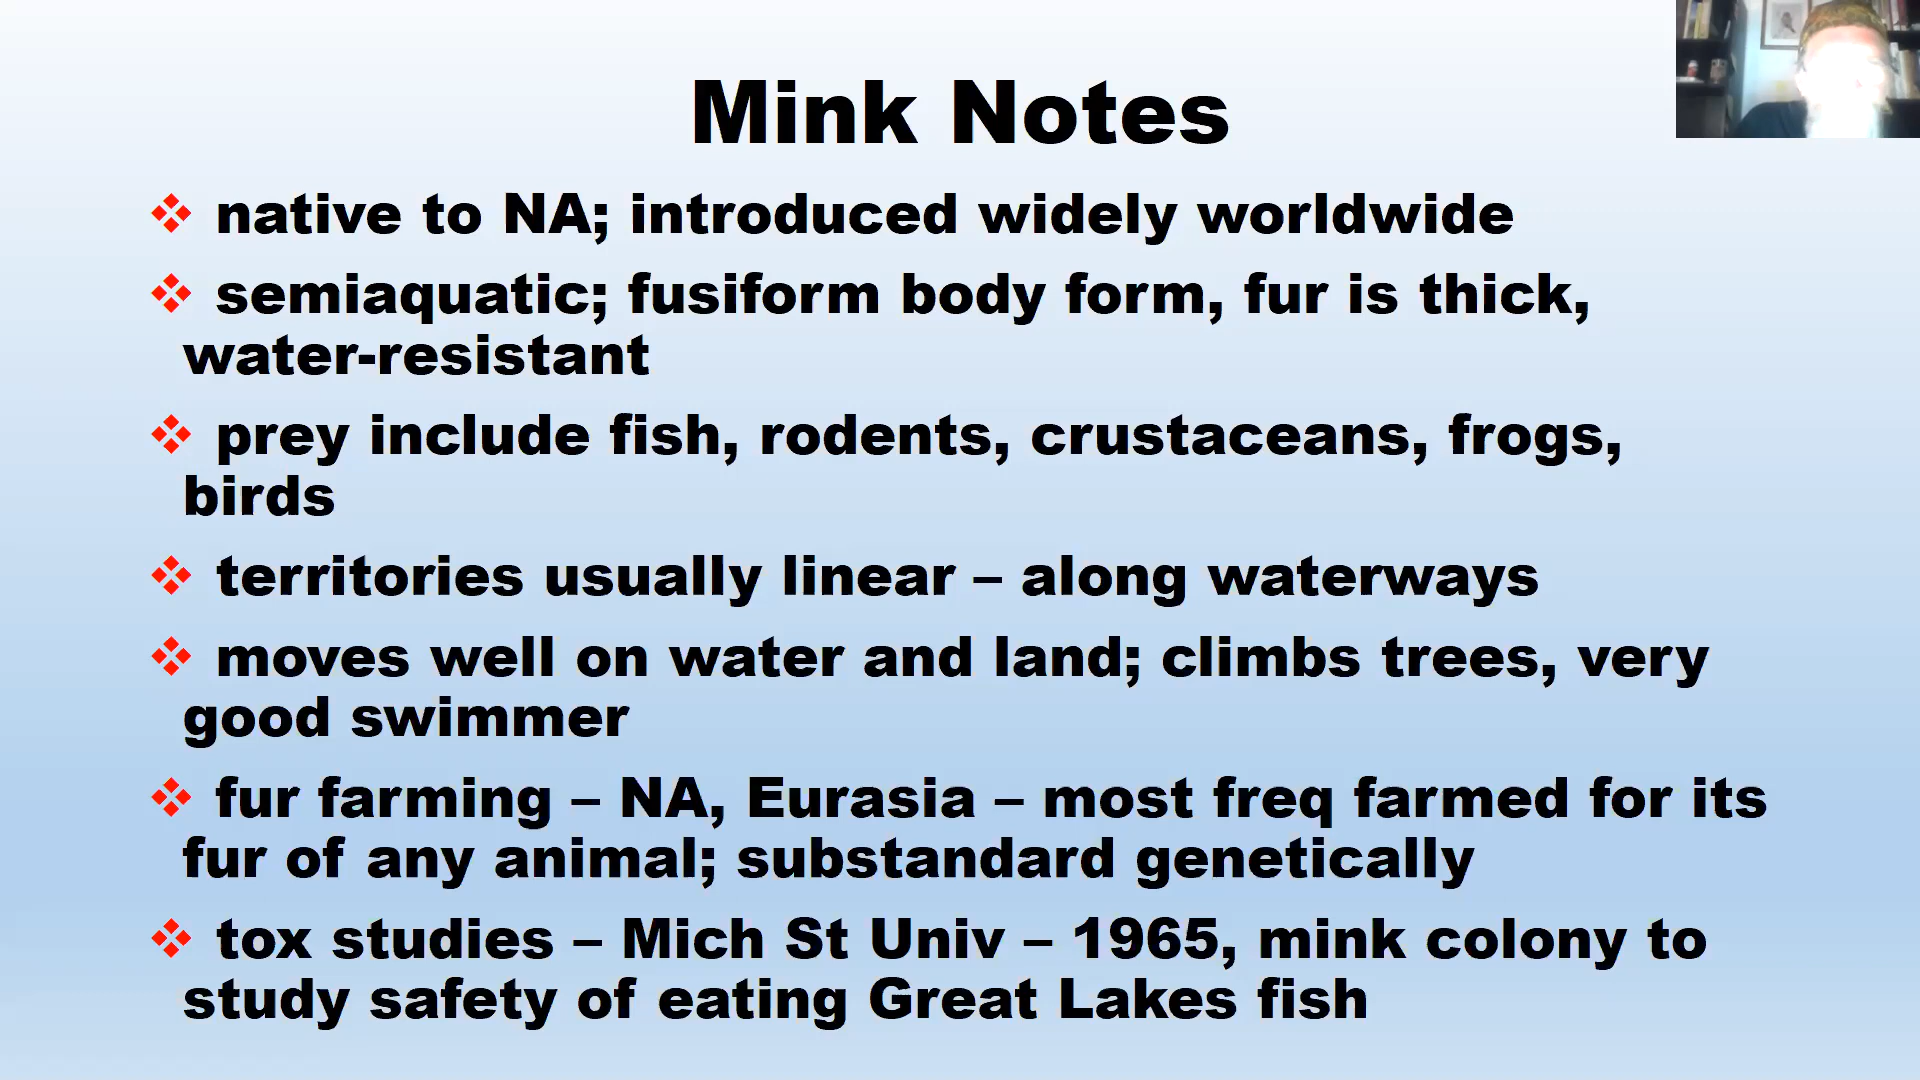 Mink Notes
❖ native to NA; introduced widely worldwide
❖ semiaquatic; fusiform body form, fur is thick,
water-resistant
❖ prey include fish, rodents, crustaceans, frogs,
birds
❖ territories usually linear – along waterways
❖ moves well on water and land; climbs trees, very
good swimmer
❖ fur farming – NA, Eurasia – most freq farmed for its
fur of any animal; substandard genetically
❖ tox studies – Mich St Univ – 1965, mink colony to
study safety of eating Great Lakes fish